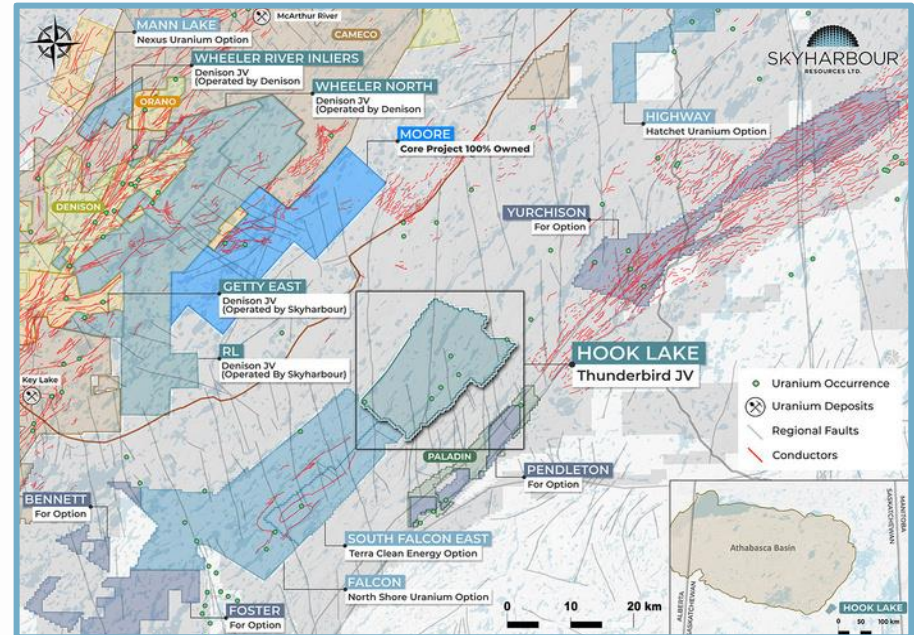 McArthur River
MANN LAKE
Nexus Uranium Option
CAMECO
SKYHARBOUR
RESOURCES LTD.
WHEELER RIVER INLIERS
Denison JV
(Operated by Denison
ORANO
WHEELER NORTH
Denison JV
(Operated by Denison
HIGHWAY
Hatchet Uranium Option
MOORE
Core Project 100% Owned
DENISON
YURCHISON
For Option
GETTY EAST
Denison JV
(Operated by Skyharbour)
RL
Denison JV
(Operated By Skyharbour)
HOOK LAKE
Thunderbird JV
Key Lake
Uranium Occurrence
Uranium Deposits
Regional Faults
Conductors
PALADIN
PENDLETON
For Option
BENNETT
For Option
SOUTH FALCON EAST
Terra Clean Energy Option
FALCON
North Shore Uranium Option
FOSTER
For Option
0 10 20 km
SASKATCHEWAN
MANITOBA
Athabasca Basin
ALBERTA
SASKATCHEWAN
HOOK LAKE
0 50 100 km